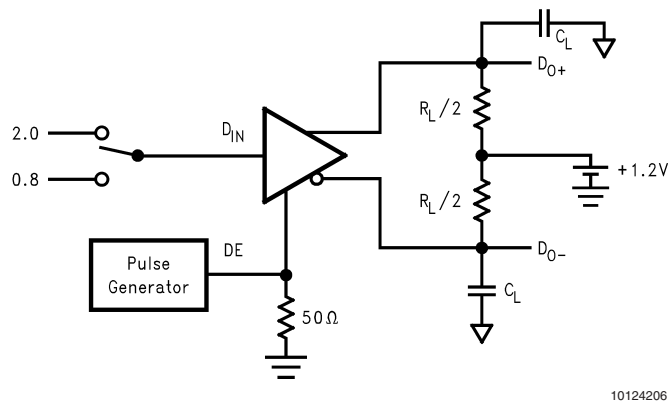 C_L
D_O+
R_L/2
2.0
D_IN
+1.2V
0.8
R_L/2
DE
D_O−
Pulse
Generator
C_L
50Ω
10124206